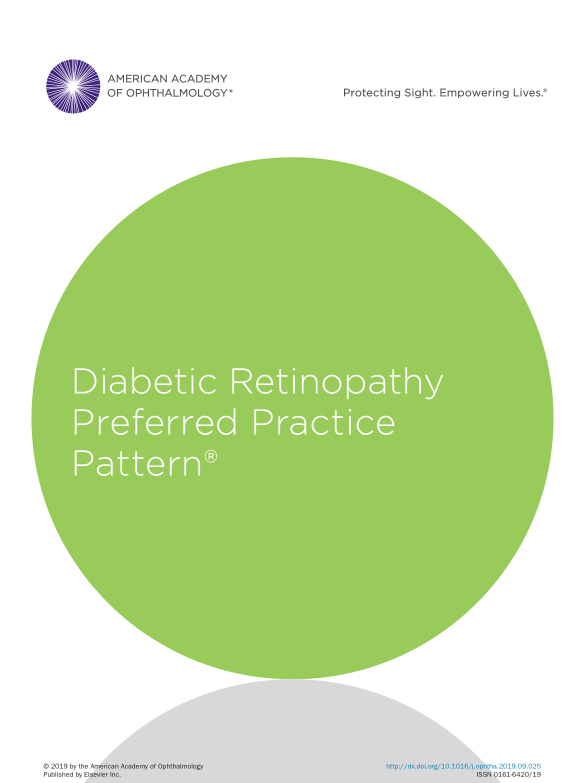 AMERICAN ACADEMY
OF OPHTHALMOLOGY®
Protecting Sight. Empowering Lives.®
Diabetic Retinopathy
Preferred Practice
Pattern®
© 2019 by the American Academy of Ophthalmology
Published by Elsevier Inc.
http://dx.doi.org/10.1016/j.ophtha.2019.09.025
ISSN 0161-6420/19